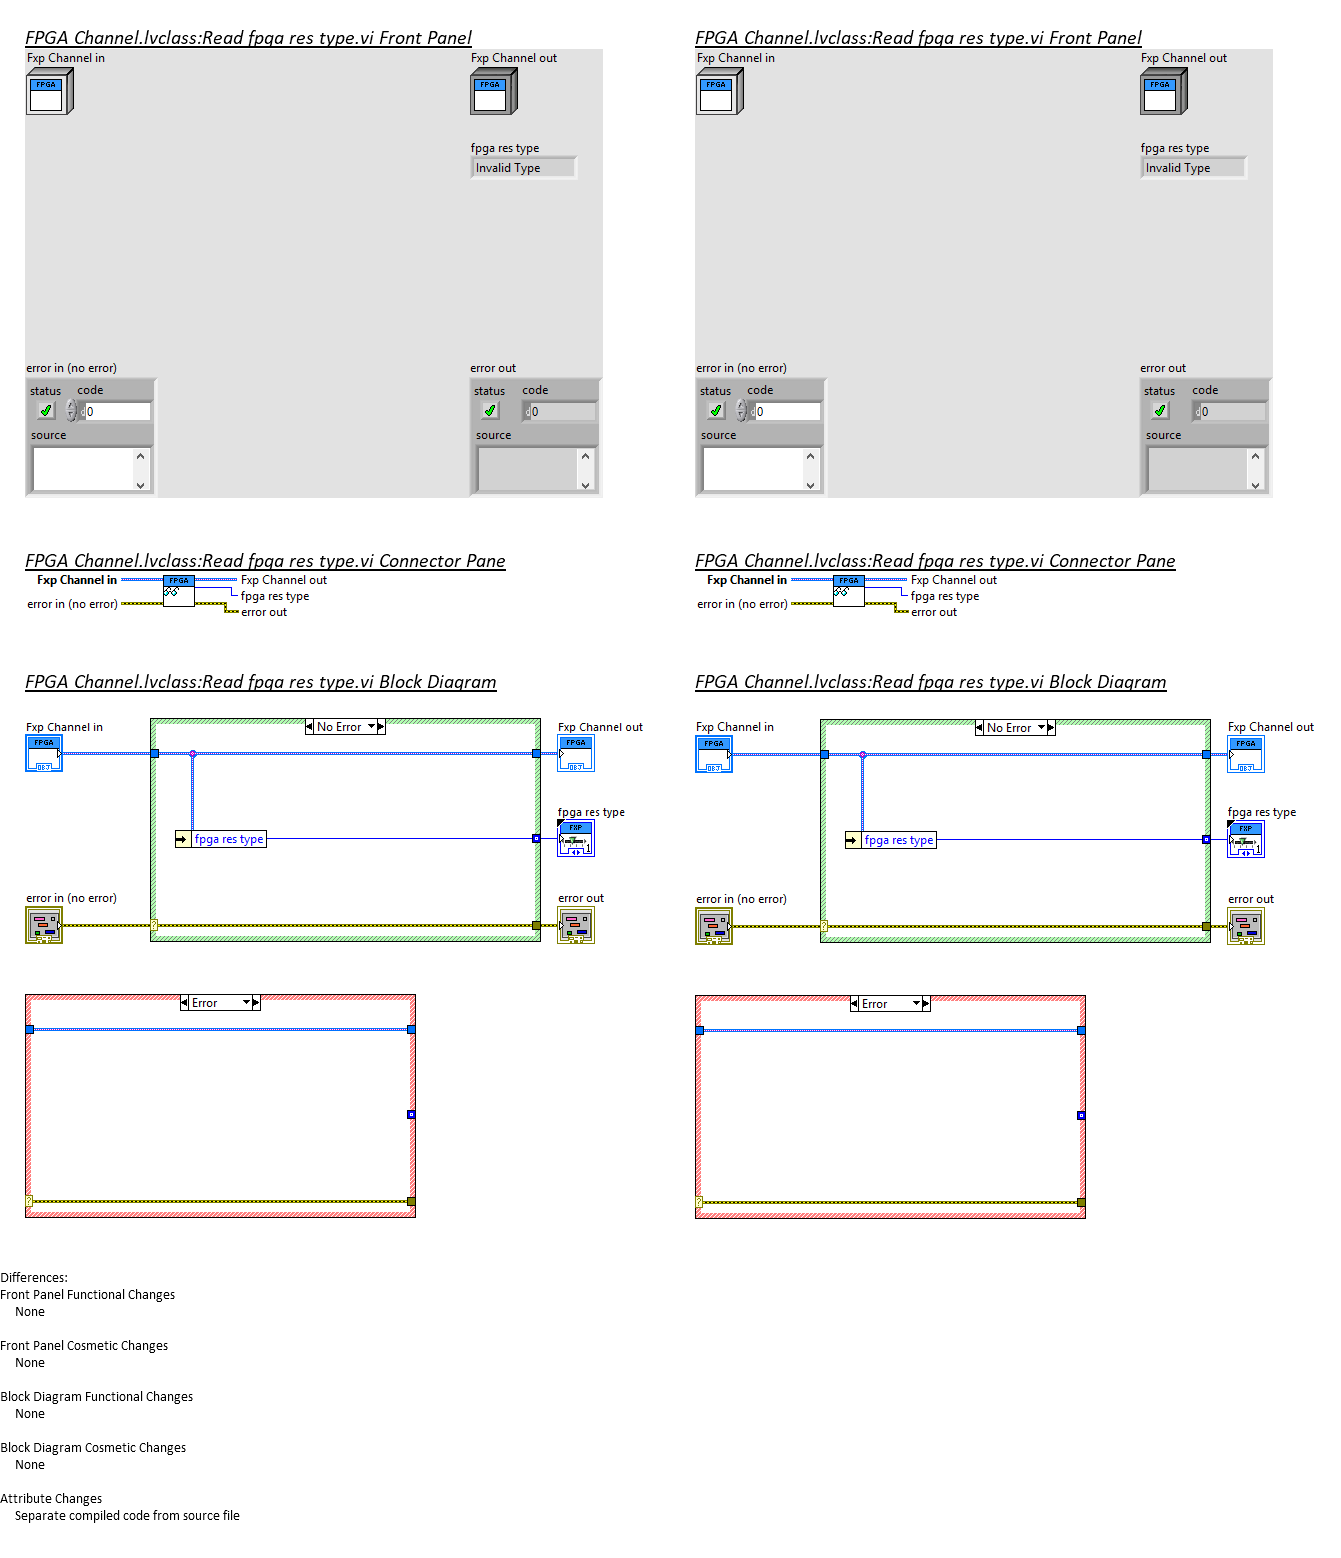 FPGA Channel.lvclass:Read fpga res type.vi Front Panel
Fxp Channel in
Fxp Channel out
FPGA
FPGA
fpga res type
Invalid Type
error in (no error)
error out
status
code
d0
source
status
code
d0
source
FPGA Channel.lvclass:Read fpga res type.vi Front Panel
Fxp Channel in
Fxp Channel out
FPGA
FPGA
fpga res type
Invalid Type
error in (no error)
error out
status
code
d0
source
status
code
d0
source
FPGA Channel.lvclass:Read fpga res type.vi Connector Pane
Fxp Channel in
FPGA
Fxp Channel out
fpga res type
error in (no error)
error out
FPGA Channel.lvclass:Read fpga res type.vi Connector Pane
Fxp Channel in
FPGA
Fxp Channel out
fpga res type
error in (no error)
error out
FPGA Channel.lvclass:Read fpga res type.vi Block Diagram
Fxp Channel in
No Error
Fxp Channel out
FPGA
OBJ
FPGA
OBJ
fpga res type
FXP
1
fpga res type
error in (no error)
error out
?
Error
?
FPGA Channel.lvclass:Read fpga res type.vi Block Diagram
Fxp Channel in
No Error
Fxp Channel out
FPGA
OBJ
FPGA
OBJ
fpga res type
FXP
1
fpga res type
error in (no error)
error out
?
Error
?
Differences:
Front Panel Functional Changes
None
Front Panel Cosmetic Changes
None
Block Diagram Functional Changes
None
Block Diagram Cosmetic Changes
None
Attribute Changes
Separate compiled code from source file